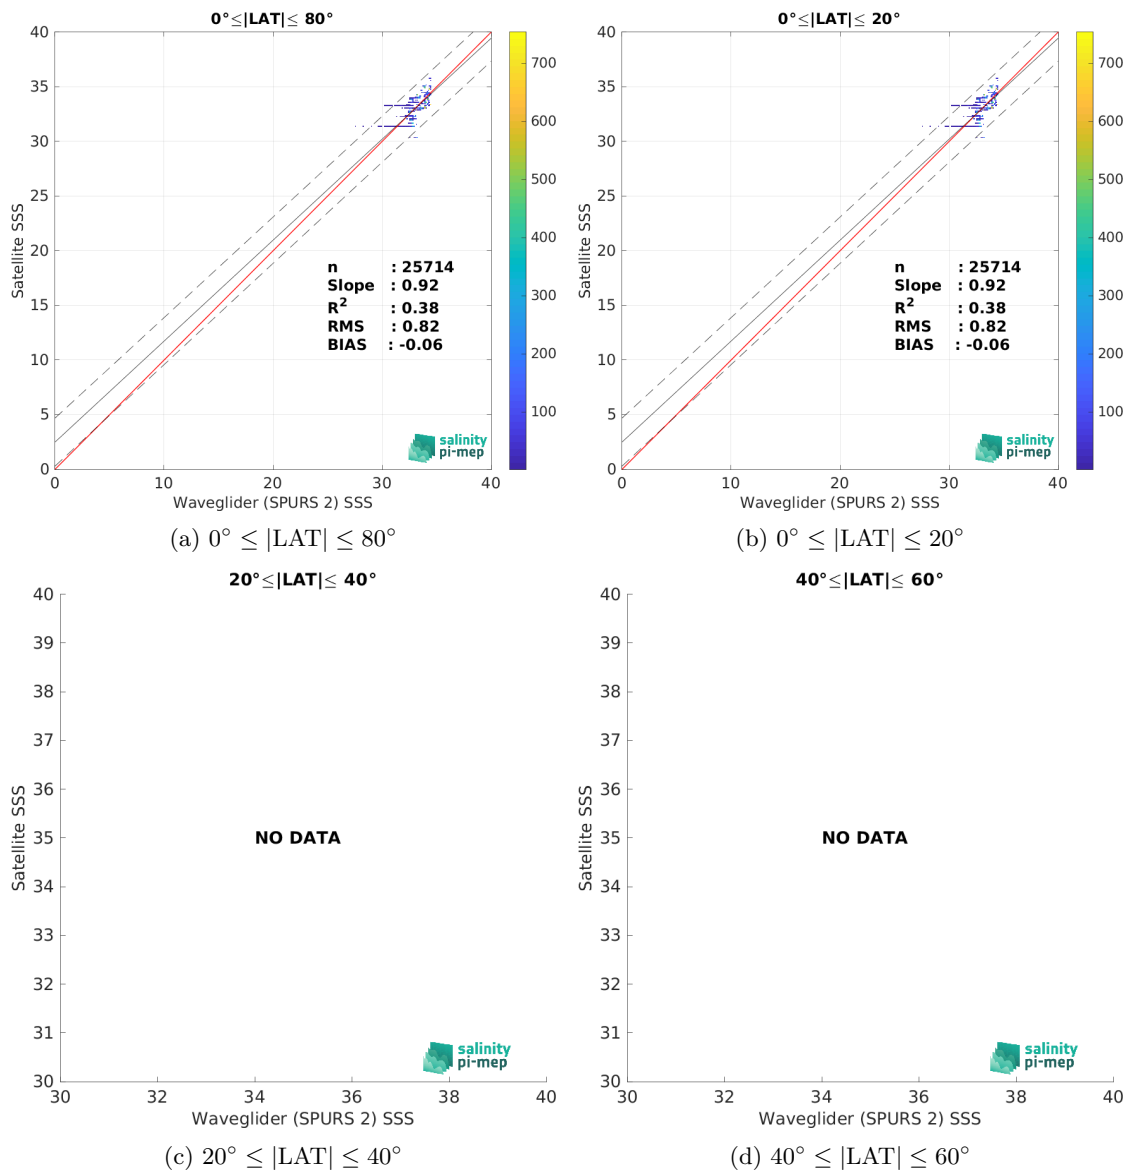 0°≤|LAT|≤ 80°
40
35
30
25
20
15
10
5
0
Satellite SSS
n : 25714
Slope : 0.92
R² : 0.38
RMS : 0.82
BIAS : -0.06
salinity
pi-mep
0 10 20 30 40
Waveglider (SPURS 2) SSS
700
600
500
400
300
200
100
(a) 0° ≤ |LAT| ≤ 80°
0°≤|LAT|≤ 20°
40
35
30
25
20
15
10
5
0
Satellite SSS
n : 25714
Slope : 0.92
R² : 0.38
RMS : 0.82
BIAS : -0.06
salinity
pi-mep
0 10 20 30 40
Waveglider (SPURS 2) SSS
700
600
500
400
300
200
100
(b) 0° ≤ |LAT| ≤ 20°
20°≤|LAT|≤ 40°
40
39
38
37
36
35
34
33
32
31
30
Satellite SSS
NO DATA
salinity
pi-mep
30 32 34 36 38 40
Waveglider (SPURS 2) SSS
(c) 20° ≤ |LAT| ≤ 40°
40°≤|LAT|≤ 60°
40
39
38
37
36
35
34
33
32
31
30
Satellite SSS
NO DATA
salinity
pi-mep
30 32 34 36 38 40
Waveglider (SPURS 2) SSS
(d) 40° ≤ |LAT| ≤ 60°